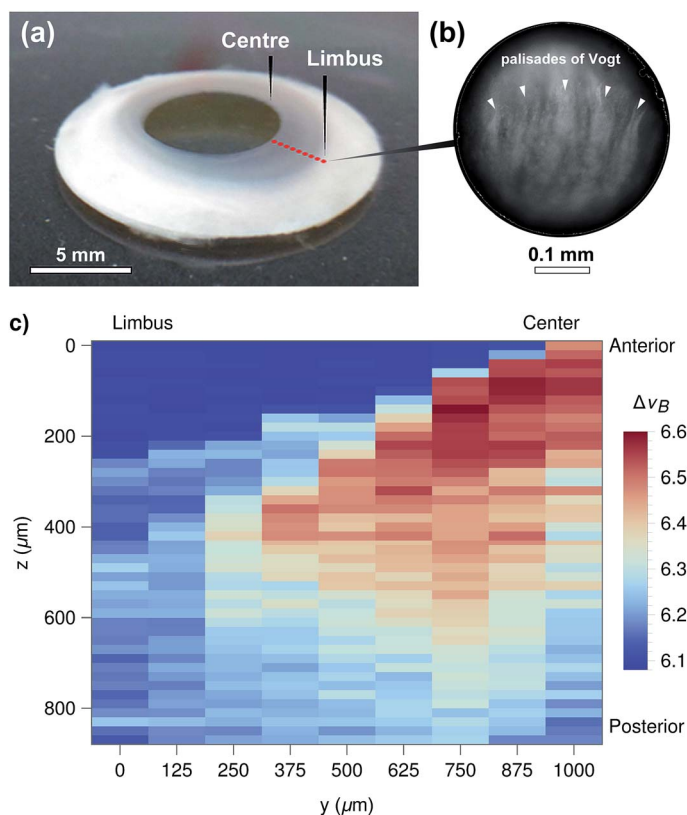 (a)
Centre
Limbus
5 mm
(b)
palisades of Vogt
0.1 mm
c)
Limbus
Center
0
200
400
600
800
z (µm)
Anterior
Posterior
Δν_B
6.6
6.5
6.4
6.3
6.2
6.1
0 125 250 375 500 625 750 875 1000
y (µm)